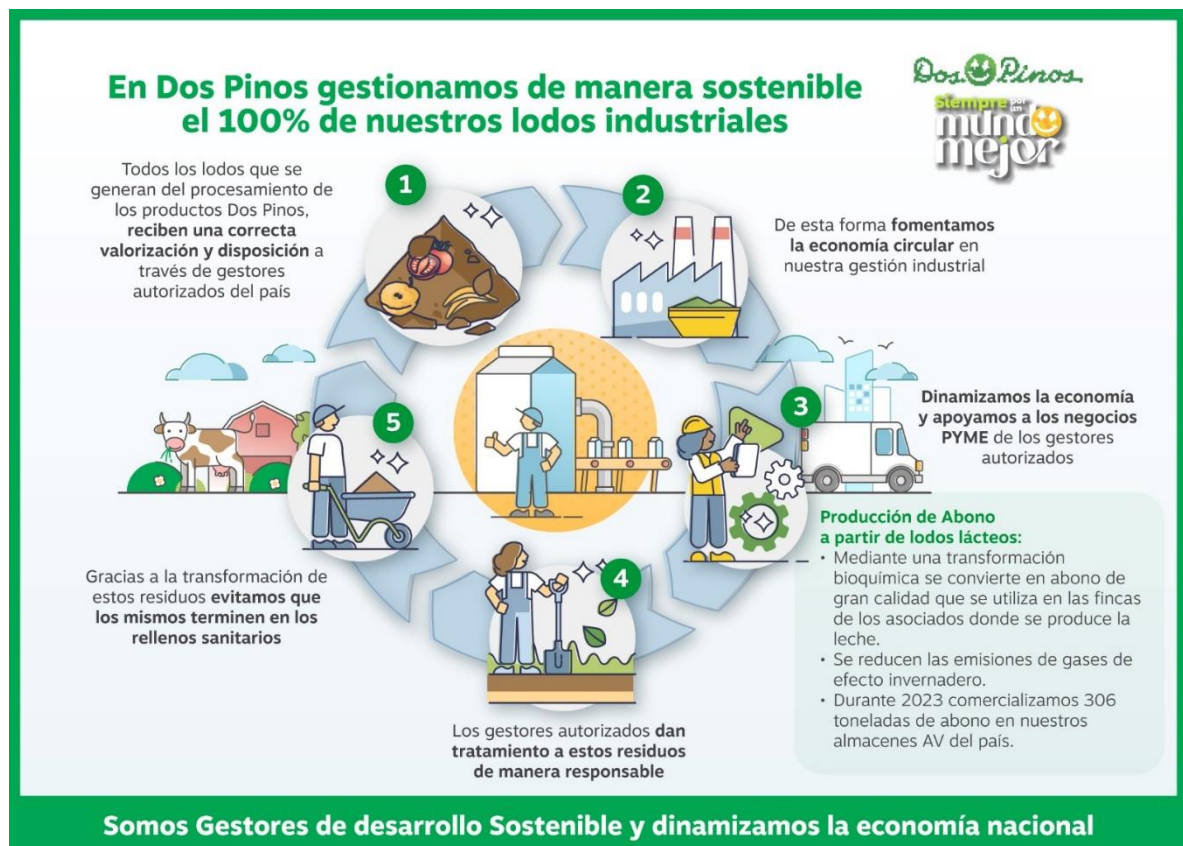 En Dos Pinos gestionamos de manera sostenible
el 100% de nuestros lodos industriales
Dos Pinos
Siempre por un
mundo
mejor
1
Todos los lodos que se
generan del procesamiento de
los productos Dos Pinos,
reciben una correcta
valorización y disposición a
través de gestores
autorizados del país
2
De esta forma fomentamos
la economía circular en
nuestra gestión industrial
3
Dinamizamos la economía
y apoyamos a los negocios
PYME de los gestores
autorizados
Producción de Abono
a partir de lodos lácteos:
• Mediante una transformación
bioquímica se convierte en abono de
gran calidad que se utiliza en las fincas
de los asociados donde se produce la
leche.
• Se reducen las emisiones de gases de
efecto invernadero.
• Durante 2023 comercializamos 306
toneladas de abono en nuestros
almacenes AV del país.
4
Los gestores autorizados dan
tratamiento a estos residuos
de manera responsable
5
Gracias a la transformación de
estos residuos evitamos que
los mismos terminen en los
rellenos sanitarios
Somos Gestores de desarrollo Sostenible y dinamizamos la economía nacional